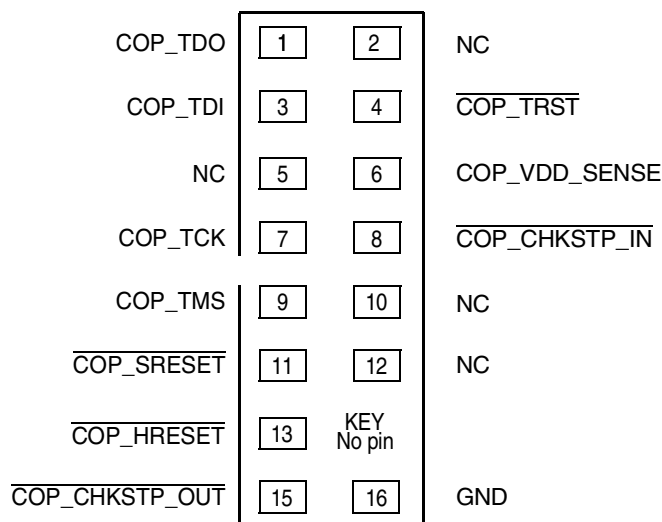 COP_TDO 1 2 NC
COP_TDI 3 4 COP_TRST
NC 5 6 COP_VDD_SENSE
COP_TCK 7 8 COP_CHKSTP_IN
COP_TMS 9 10 NC
COP_SRESET 11 12 NC
COP_HRESET 13 KEY
No pin
COP_CHKSTP_OUT 15 16 GND